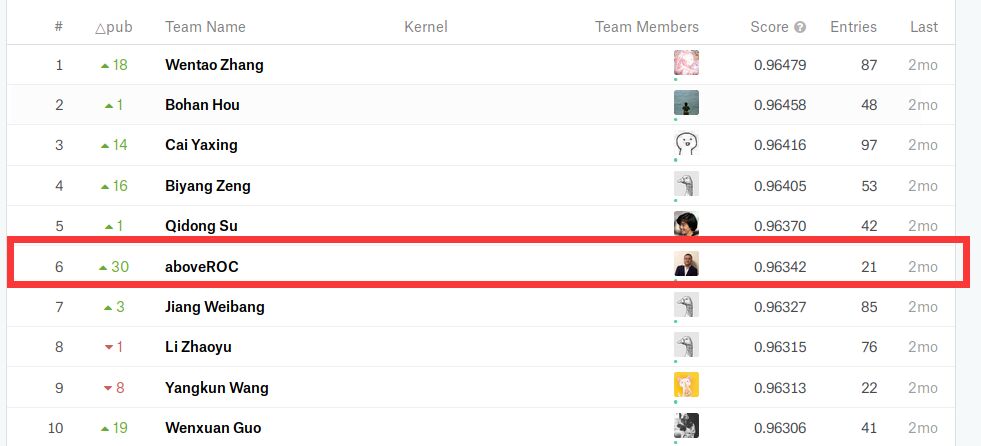 # △pub Team Name Kernel Team Members Score ? Entries Last
1 ▲ 18 Wentao Zhang 0.96479 87 2mo
2 ▲ 1 Bohan Hou 0.96458 48 2mo
3 ▲ 14 Cai Yaxing 0.96416 97 2mo
4 ▲ 16 Biyang Zeng 0.96405 53 2mo
5 ▲ 1 Qidong Su 0.96370 42 2mo
6 ▲ 30 aboveROC 0.96342 21 2mo
7 ▲ 3 Jiang Weibang 0.96327 85 2mo
8 ▼ 1 Li Zhaoyu 0.96315 76 2mo
9 ▼ 8 Yangkun Wang 0.96313 22 2mo
10 ▲ 19 Wenxuan Guo 0.96306 41 2mo